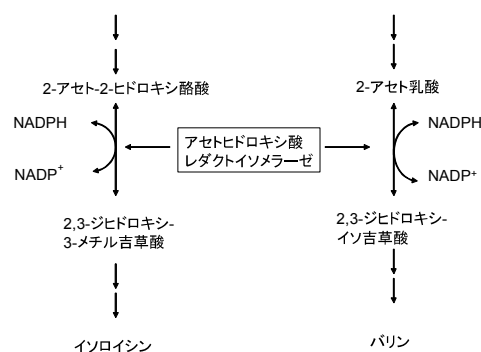 2-アセト-2-ヒドロキシ酪酸
2-アセト乳酸
NADPH
NADPH
アセトヒドロキシ酸
レダクトイソメラーゼ
NADP+
NADP+
2,3-ジヒドロキシ-
3-メチル吉草酸
2,3-ジヒドロキシ-
イソ吉草酸
イソロイシン
バリン